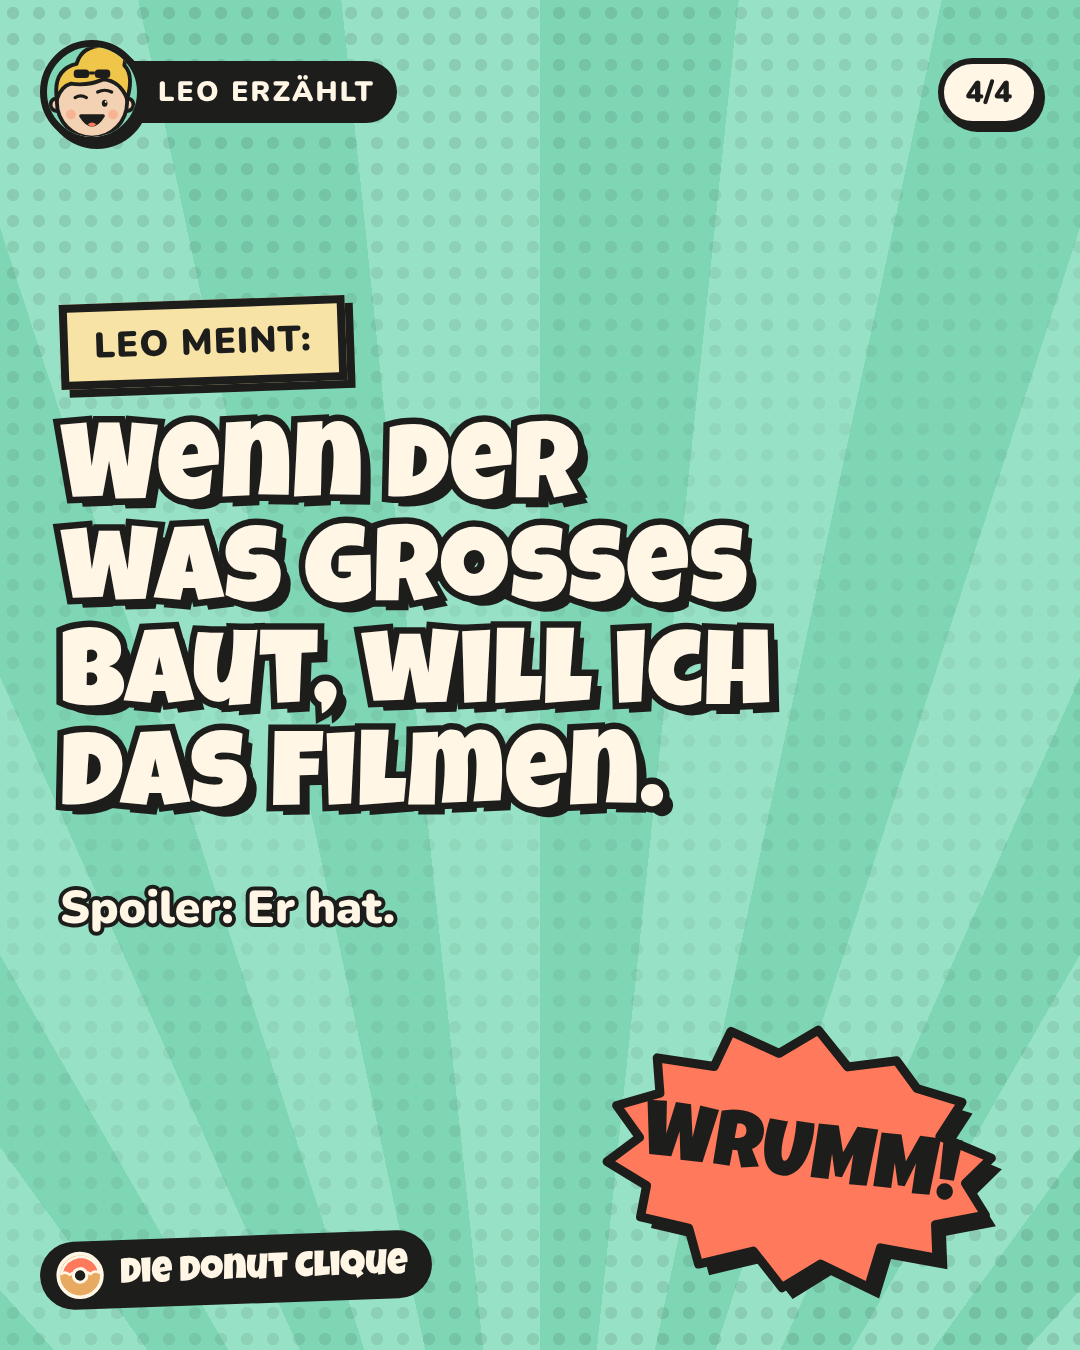 LEO ERZÄHLT
4/4
LEO MEINT:
Wenn der
was grosses
baut, will ich
das filmen.
Spoiler: Er hat.
WRUMM!
Die Donut Clique